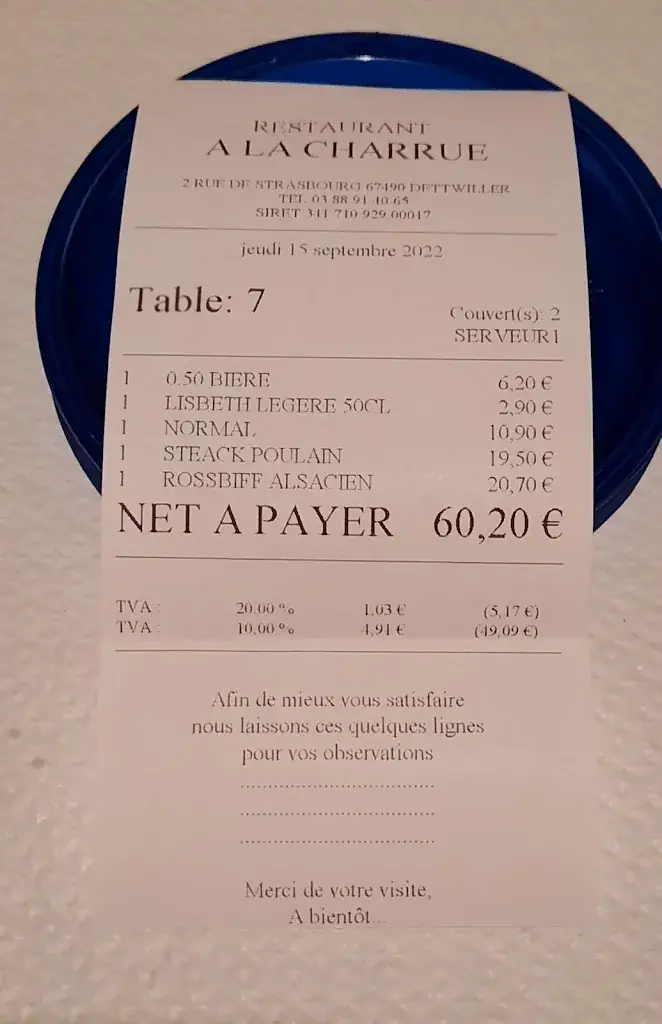 RESTAURANT
A LA CHARRUE
2 RUE DE STRASBOURG 67490 DETTWILLER
TEL 03 88 91 40 65
SIRET 341 710 929 00017
jeudi 15 septembre 2022
Table: 7
Couvert(s): 2
SERVEUR1
1 0.50 BIERE 6,20 €
1 LISBETH LEGERE 50CL 2,90 €
1 NORMAL 10,90 €
1 STEACK POULAIN 19,50 €
1 ROSSBIFF ALSACIEN 20,70 €
NET A PAYER 60,20 €
TVA : 20,00 % 1,03 € (5,17 €)
TVA : 10,00 % 4,91 € (49,09 €)
Afin de mieux vous satisfaire
nous laissons ces quelques lignes
pour vos observations
..................................
..................................
..................................
Merci de votre visite,
A bientôt...